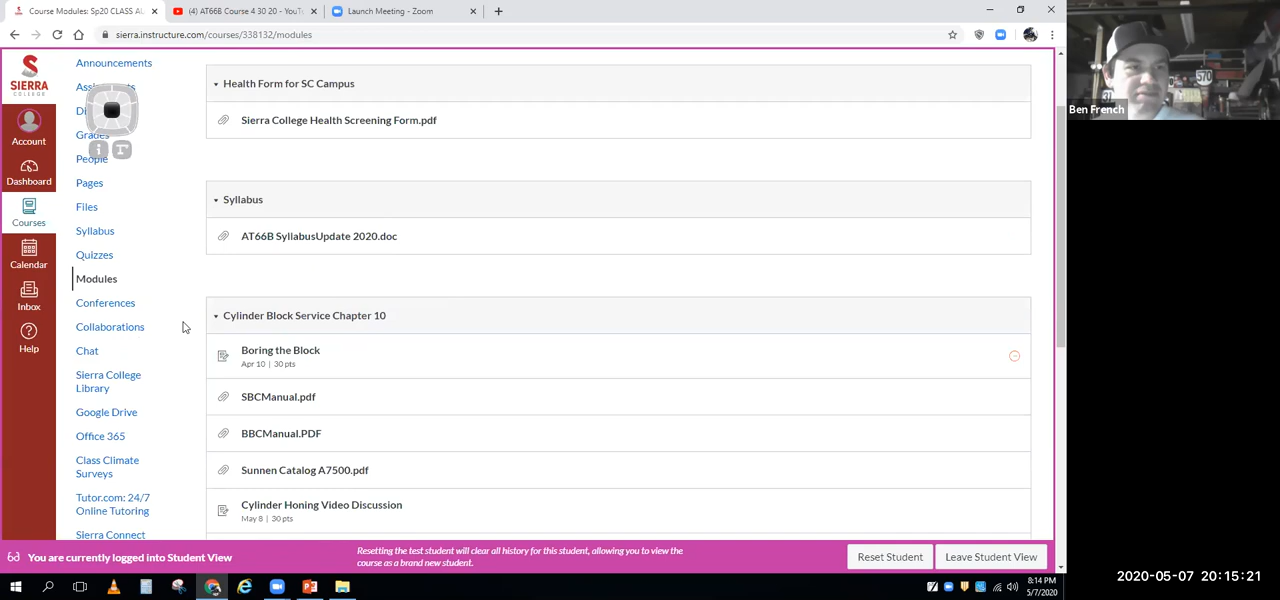 Course Modules: Sp20 CLASS AU
(4) AT66B Course 4 30 20 - YouTu
Launch Meeting - Zoom
sierra.instructure.com/courses/338132/modules
SIERRA
COLLEGE
Account
Dashboard
Courses
Calendar
Inbox
Help
Announcements
Grades
People
Pages
Files
Syllabus
Quizzes
Modules
Conferences
Collaborations
Chat
Sierra College
Library
Google Drive
Office 365
Class Climate
Surveys
Tutor.com: 24/7
Online Tutoring
Sierra Connect
Health Form for SC Campus
Sierra College Health Screening Form.pdf
Syllabus
AT66B SyllabusUpdate 2020.doc
Cylinder Block Service Chapter 10
Boring the Block
Apr 10 | 30 pts
SBCManual.pdf
BBCManual.PDF
Sunnen Catalog A7500.pdf
Cylinder Honing Video Discussion
May 8 | 30 pts
You are currently logged into Student View
Resetting the test student will clear all history for this student, allowing you to view the
course as a brand new student.
Reset Student
Leave Student View
8:14 PM
5/7/2020
570
31
Ben French
2020-05-07 20:15:21